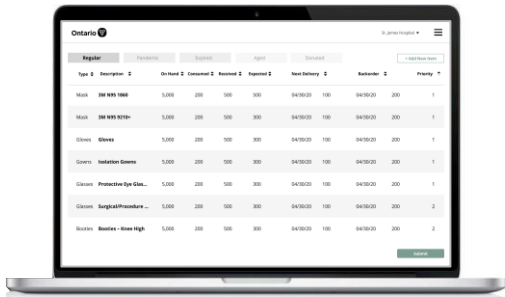 Ontario
St. James Hospital
Regular Pandemic Expired Aged Donated
+ Add New Item
Type Description On Hand Consumed Received Expected Next Delivery Backorder Priority
Mask 3M N95 1860 5,000 200 500 300 04/30/20 100 04/30/20 200 1
Mask 3M N95 9210+ 5,000 200 500 300 04/30/20 100 04/30/20 200 1
Gloves Gloves 5,000 200 500 300 04/30/20 100 04/30/20 200 1
Gowns Isolation Gowns 5,000 200 500 300 04/30/20 100 04/30/20 200 1
Glasses Protective Eye Glas... 5,000 200 500 300 04/30/20 100 04/30/20 200 1
Glasses Surgical/Procedure ... 5,000 200 500 300 04/30/20 100 04/30/20 200 2
Booties Booties - Knee High 5,000 200 500 300 04/30/20 100 04/30/20 200 2
Submit